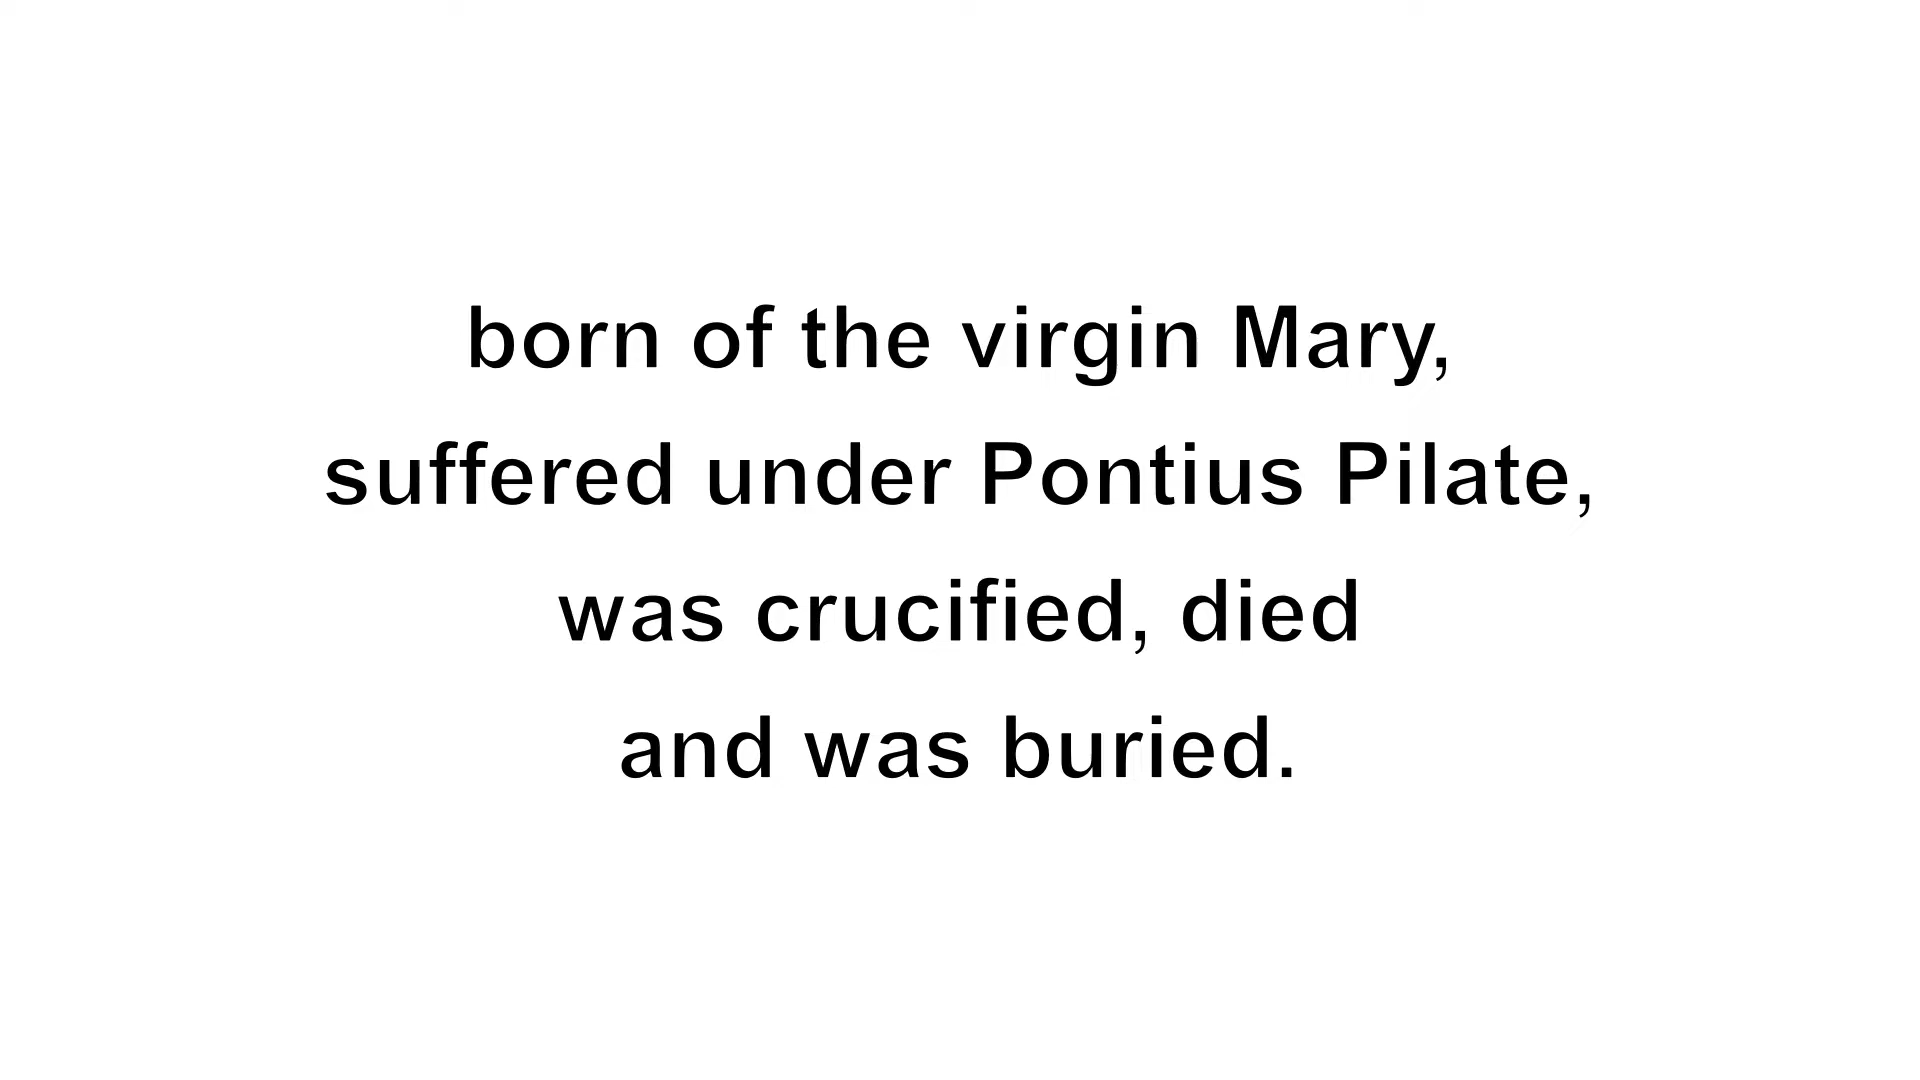 born of the virgin Mary,
suffered under Pontius Pilate,
was crucified, died
and was buried.